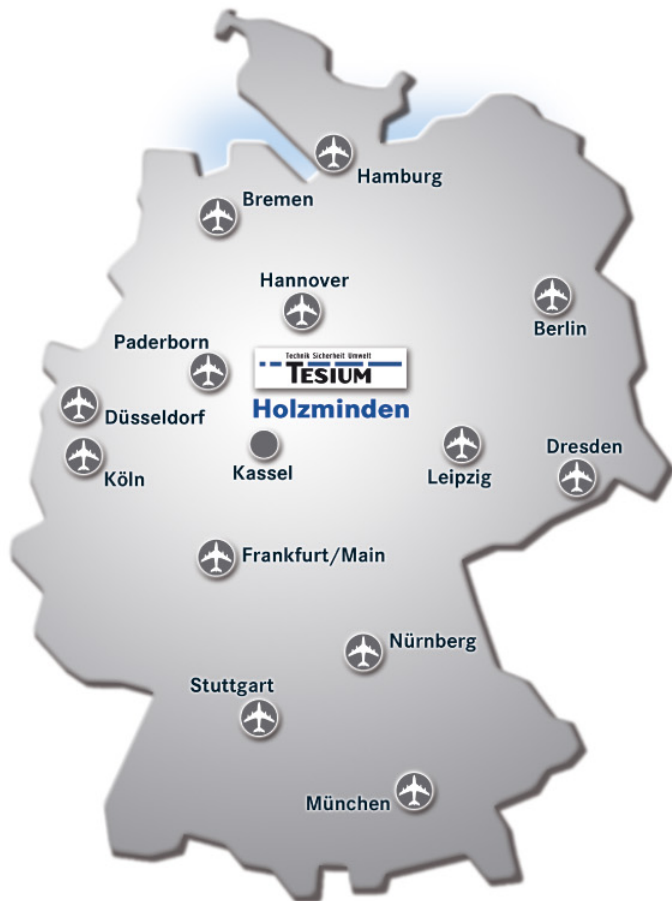 Hamburg
Bremen
Hannover
Berlin
Paderborn
Technik Sicherheit Umwelt
TESIUM
Holzminden
Düsseldorf
Köln
Kassel
Leipzig
Dresden
Frankfurt/Main
Nürnberg
Stuttgart
München